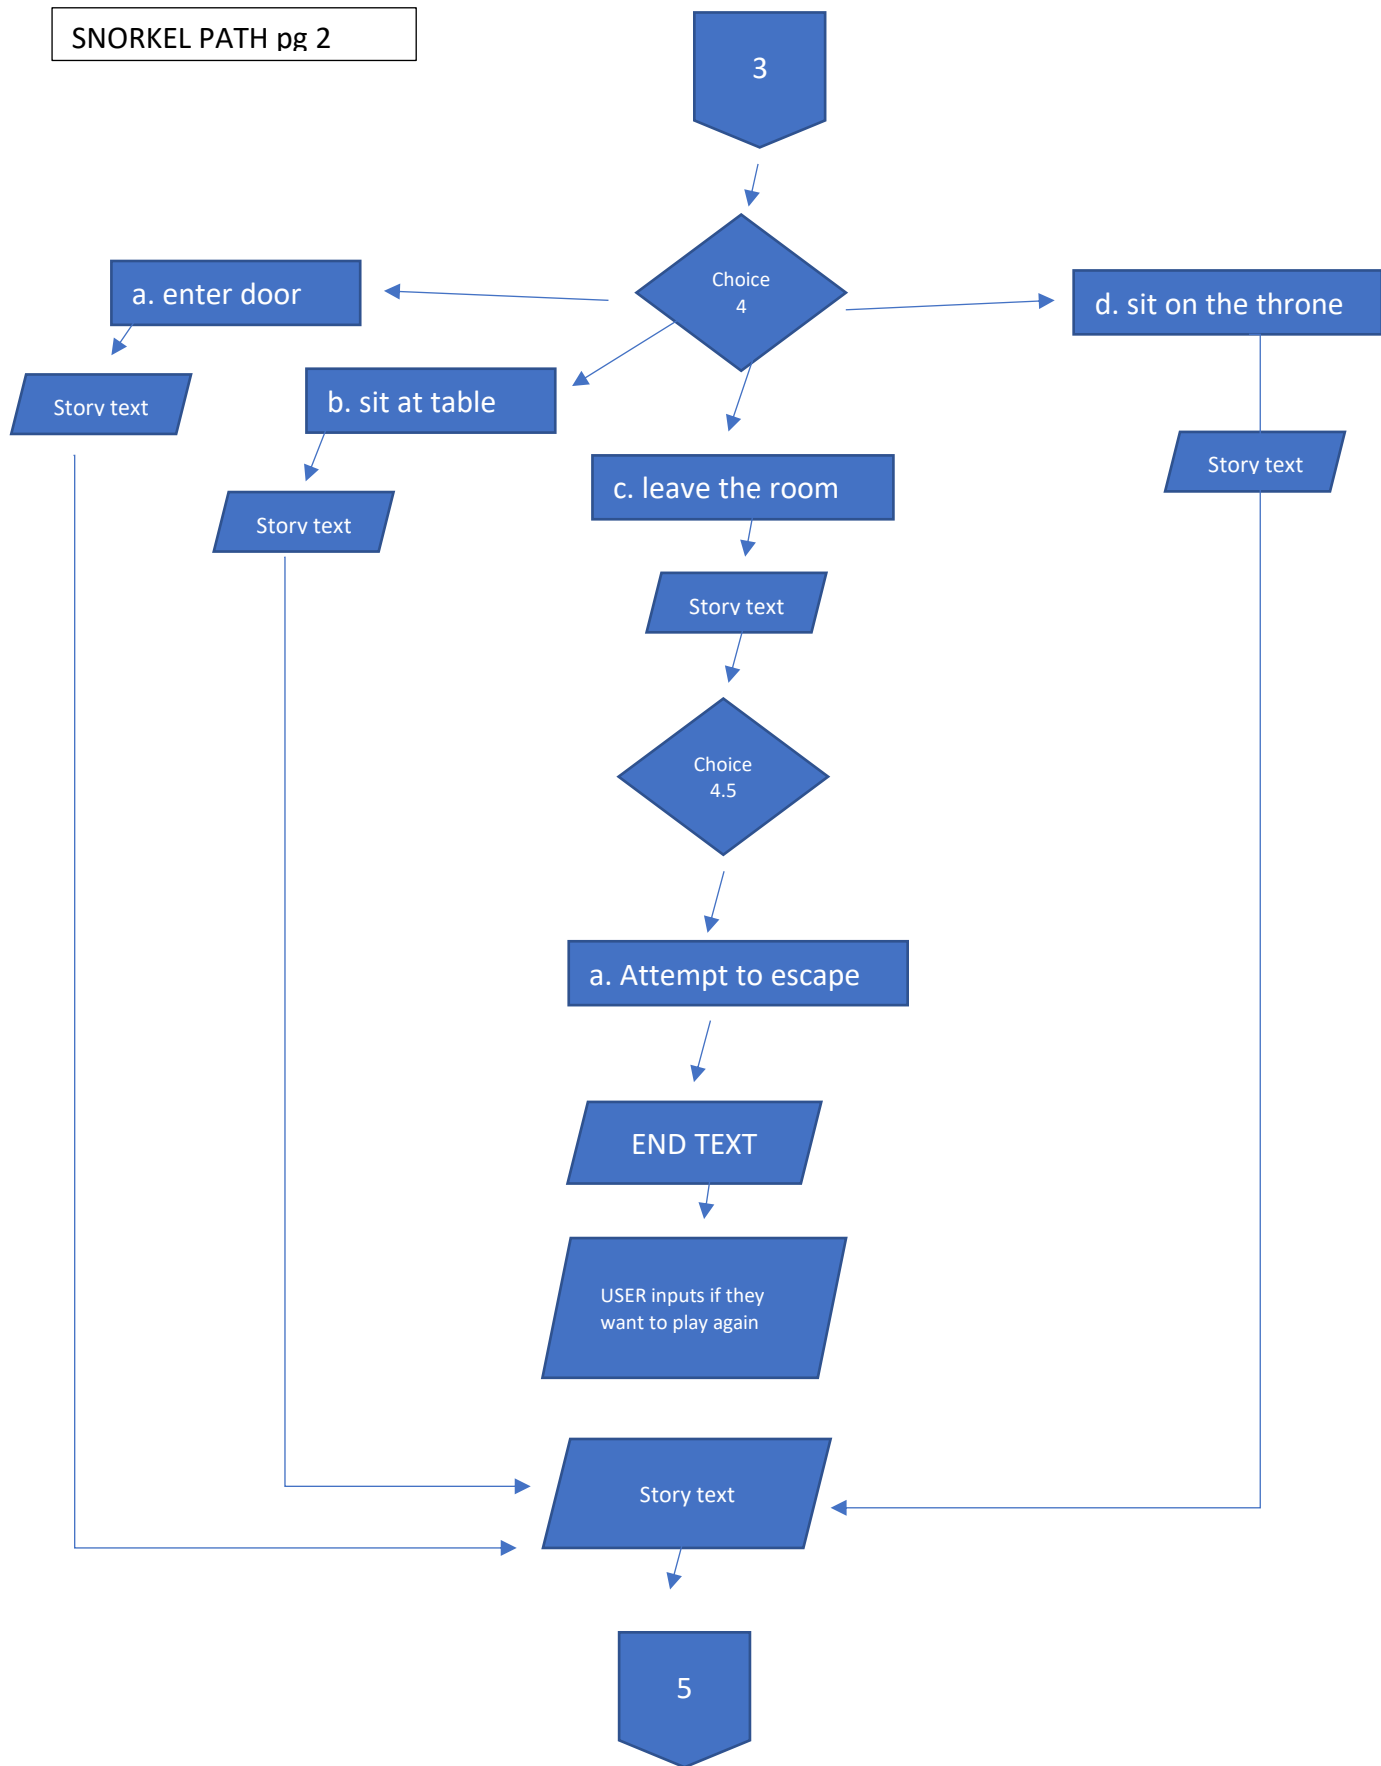 SNORKEL PATH pg 2
3
Choice
4
a. enter door
d. sit on the throne
b. sit at table
Story text
Story text
c. leave the room
Story text
Story text
Choice
4.5
a. Attempt to escape
END TEXT
USER inputs if they
want to play again
Story text
5